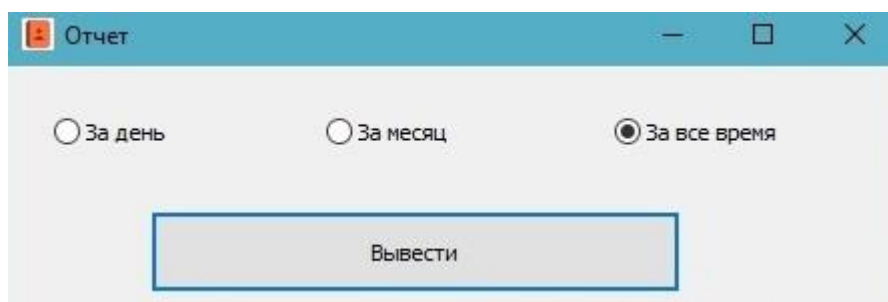 Отчет
За день За месяц За все время
Вывести